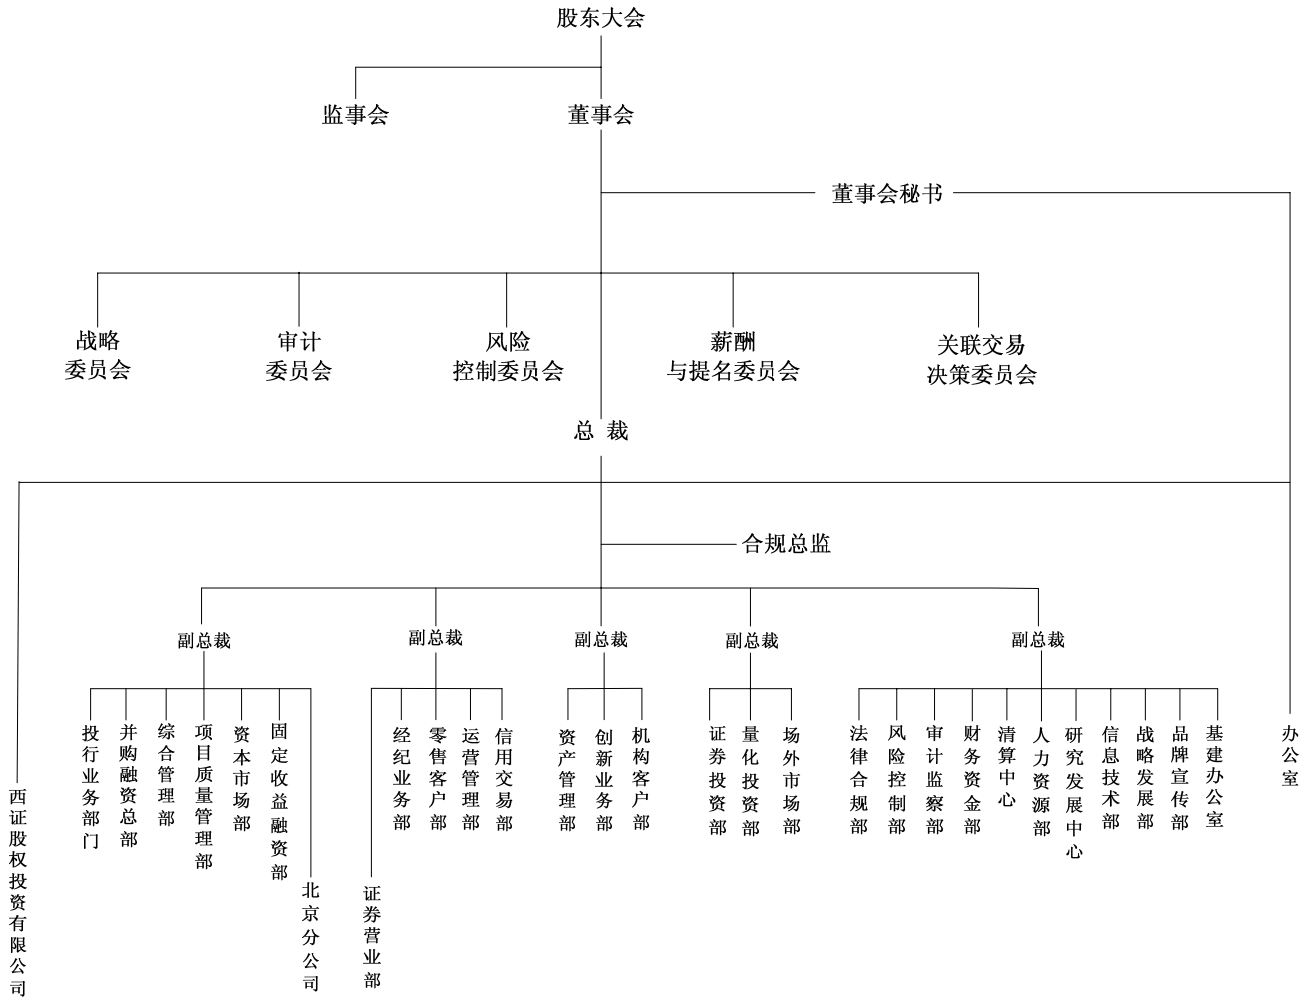 股东大会
监事会
董事会
董事会秘书
战略
委员会
审计
委员会
风险
控制委员会
薪酬
与提名委员会
关联交易
决策委员会
总 裁
合规总监
副总裁
副总裁
副总裁
副总裁
副总裁
西证股权投资有限公司
投行业务部门
并购融资总部
综合管理部
项目质量管理部
资本市场部
固定收益融资部
北京分公司
证券营业部
经纪业务部
零售客户部
运营管理部
信用交易部
资产管理部
创新业务部
机构客户部
证券投资部
量化投资部
场外市场部
法律合规部
风险控制部
审计监察部
财务资金部
清算中心
人力资源部
研究发展中心
信息技术部
战略发展部
品牌宣传部
基建办公室
办公室